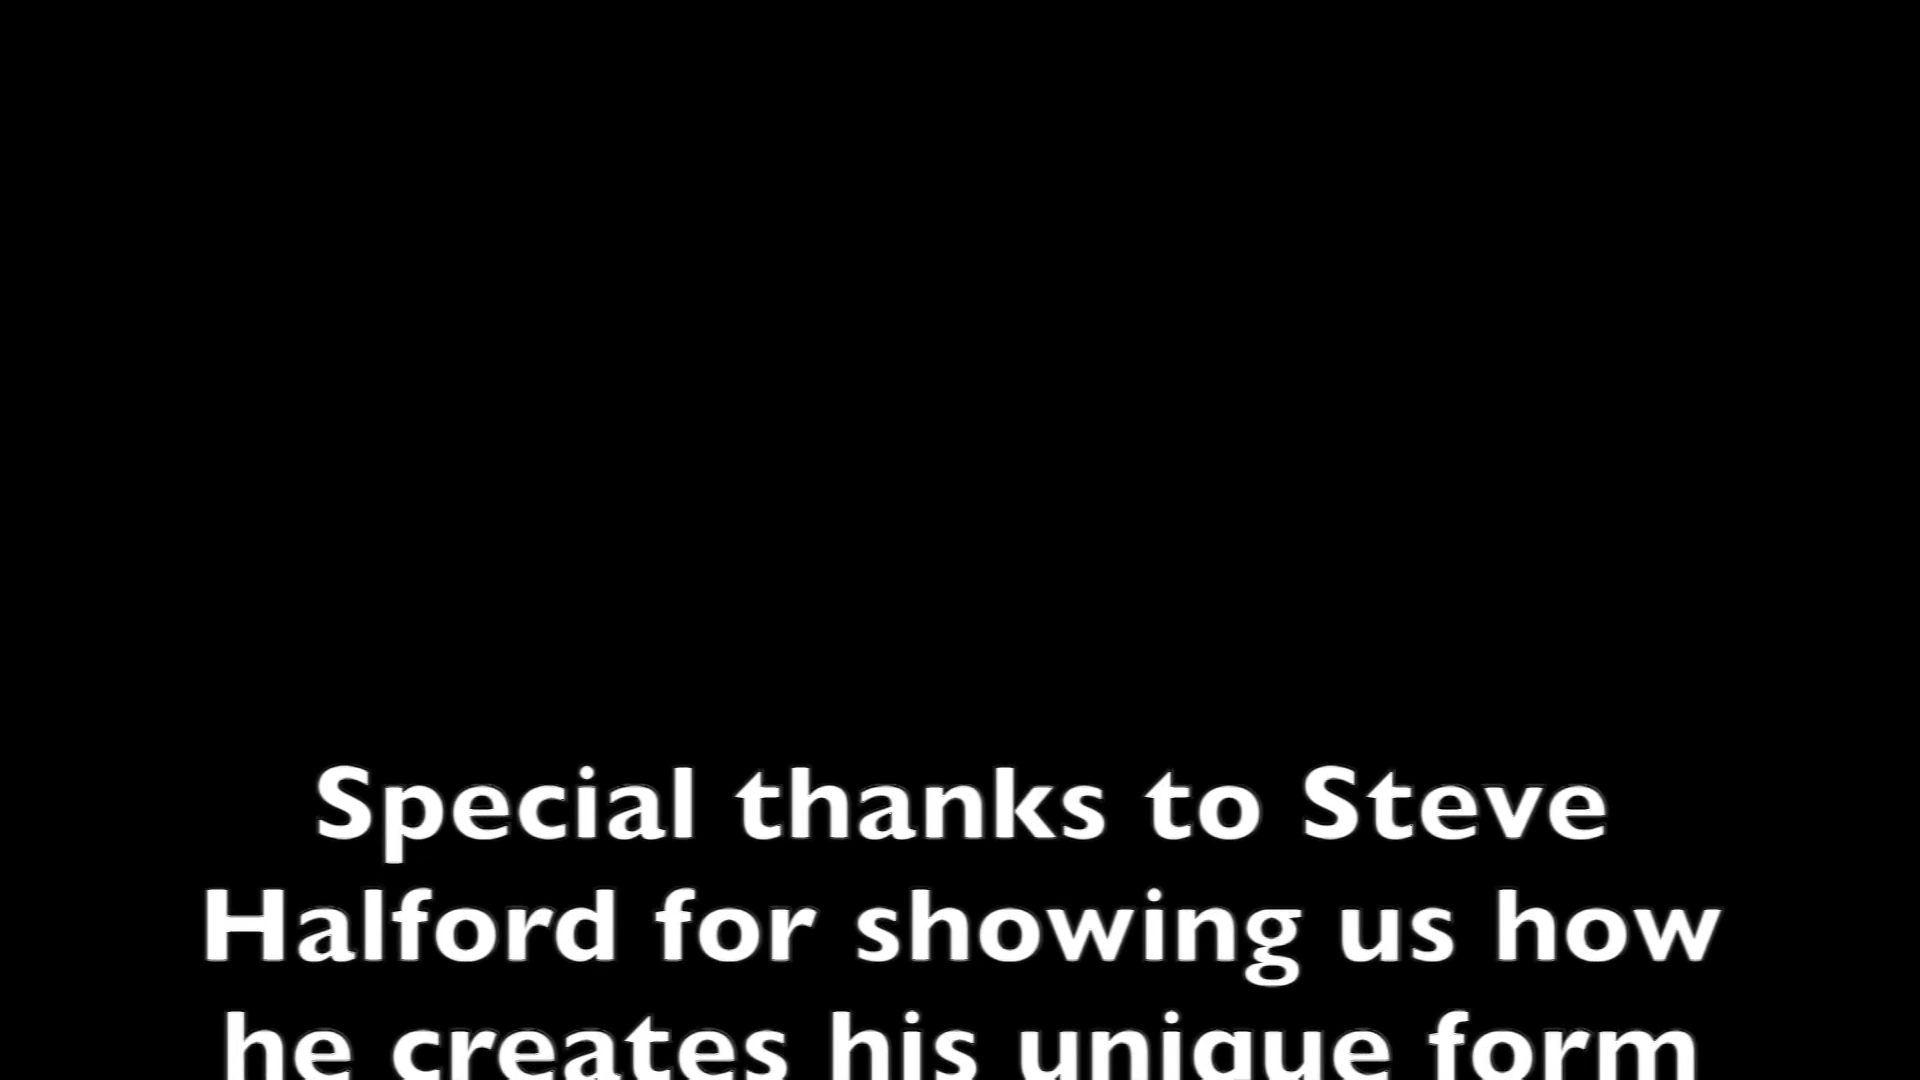 Special thanks to Steve
Halford for showing us how
he creates his unique form